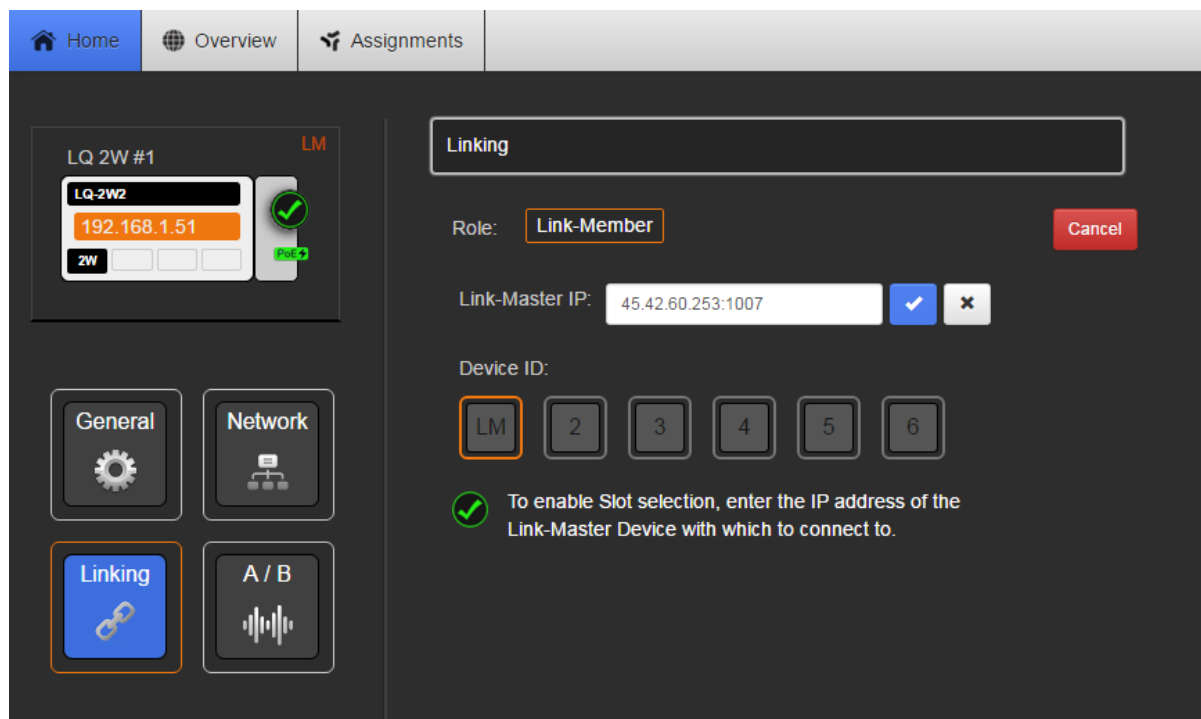 Home
Overview
Assignments
LQ 2W #1
LM
LQ-2W2
192.168.1.51
2W
PoE
General
Network
Linking
A / B
Linking
Role:
Link-Member
Cancel
Link-Master IP:
45.42.60.253:1007
Device ID:
LM
2
3
4
5
6
To enable Slot selection, enter the IP address of the
Link-Master Device with which to connect to.